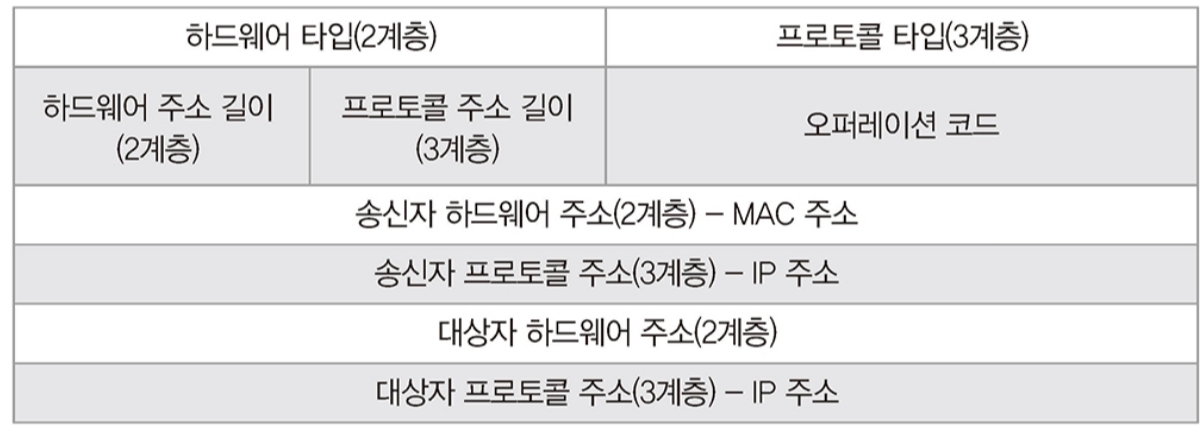 하드웨어 타입(2계층)
프로토콜 타입(3계층)
하드웨어 주소 길이
(2계층)
프로토콜 주소 길이
(3계층)
오퍼레이션 코드
송신자 하드웨어 주소(2계층) – MAC 주소
송신자 프로토콜 주소(3계층) – IP 주소
대상자 하드웨어 주소(2계층)
대상자 프로토콜 주소(3계층) – IP 주소